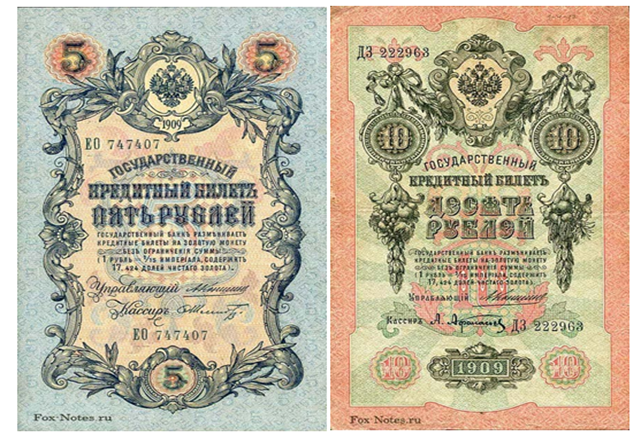 5 5
1909
ЕО 747407
ГОСУДАРСТВЕННЫЙ
КРЕДИТНЫЙ БИЛЕТЪ
ПЯТЬ РУБЛЕЙ
ГОСУДАРСТВЕННЫЙ БАНКЪ РАЗМѢНИВАЕТЪ
КРЕДИТНЫЕ БИЛЕТЫ НА ЗОЛОТУЮ МОНЕТУ
БЕЗЪ ОГРАНИЧЕНІЯ СУММЫ
(1 РУБЛЬ = 1/15 ИМПЕРІАЛА, СОДЕРЖИТЪ
17,424 ДОЛЕЙ ЧИСТАГО ЗОЛОТА).
Управляющій
Кассиръ
ЕО 747407
5
Fox-Notes.ru
ДЗ 222963
10 10
ГОСУДАРСТВЕННЫЙ
КРЕДИТНЫЙ БИЛЕТЪ
ДЕСЯТЬ
РУБЛЕЙ
ГОСУДАРСТВЕННЫЙ БАНКЪ РАЗМѢНИВАЕТЪ
КРЕДИТНЫЕ БИЛЕТЫ НА ЗОЛОТУЮ МОНЕТУ
БЕЗЪ ОГРАНИЧЕНІЯ СУММЫ
(1 РУБЛЬ = 1/15 ИМПЕРІАЛА, СОДЕРЖИТЪ
17,424 ДОЛЕЙ ЧИСТАГО ЗОЛОТА).
УПРАВЛЯЮЩІЙ
Кассиръ А. Афанасьевъ ДЗ 222963
10 1909 10
Fox-Notes.ru